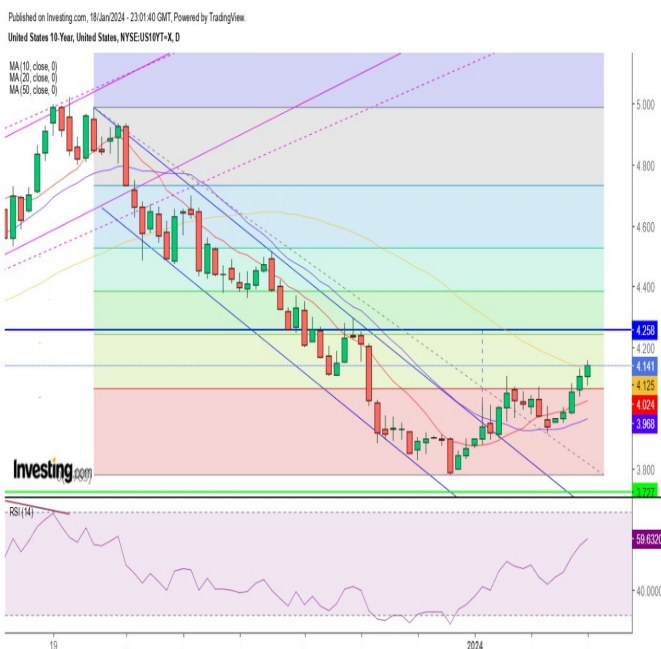 Published on Investing.com, 18/Jan/2024 - 23:01:40 GMT, Powered by TradingView.
United States 10-Year, United States, NYSE:US10YT=X, D
MA (10, close, 0)
MA (20, close, 0)
MA (50, close, 0)
5.000
4.800
4.600
4.400
4.258
4.200
4.141
4.125
4.024
3.968
3.800
3.727
Investing.com
RSI (14)
59.6320
40.0000
19
2024